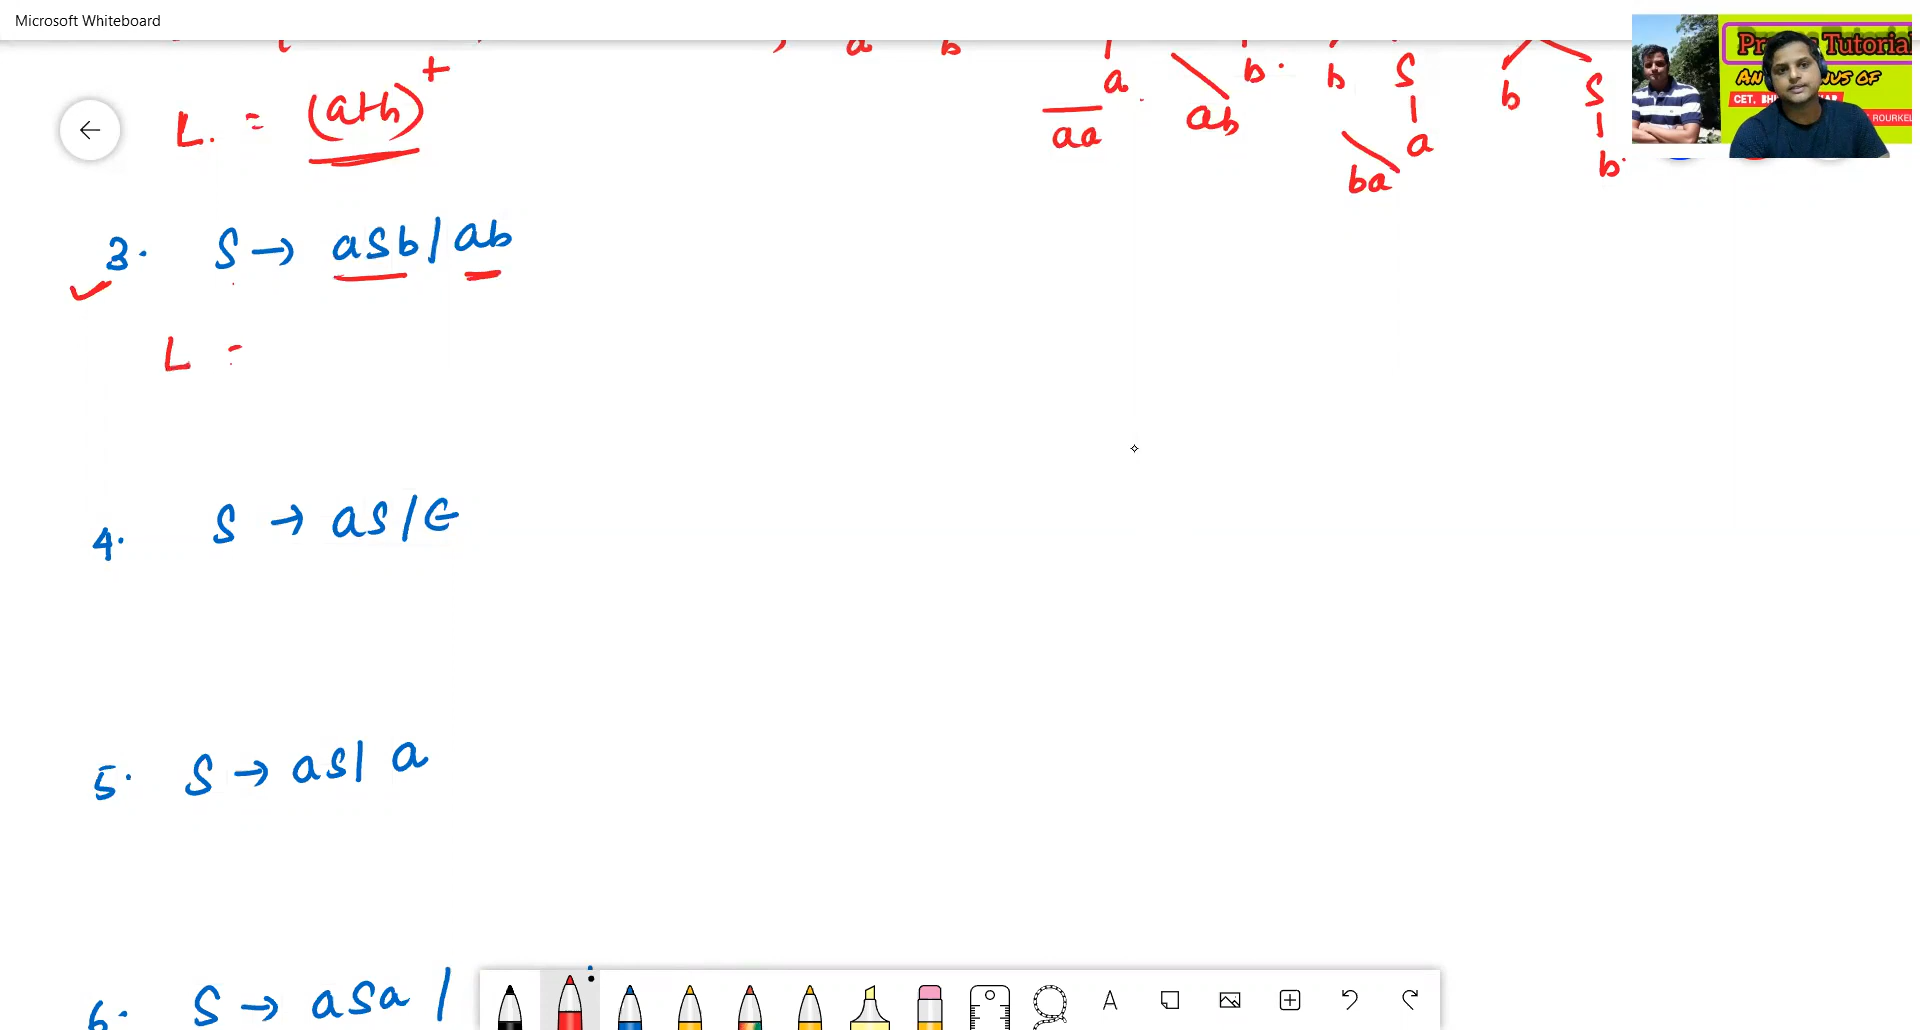 Microsoft Whiteboard
a b a b. b S b S
L. = (a+b)+ aa ab a b.
ba
3. S → aSb / ab
L =
4. S → aS / ϵ
5. S → aS | a
6. S → aSa |
A